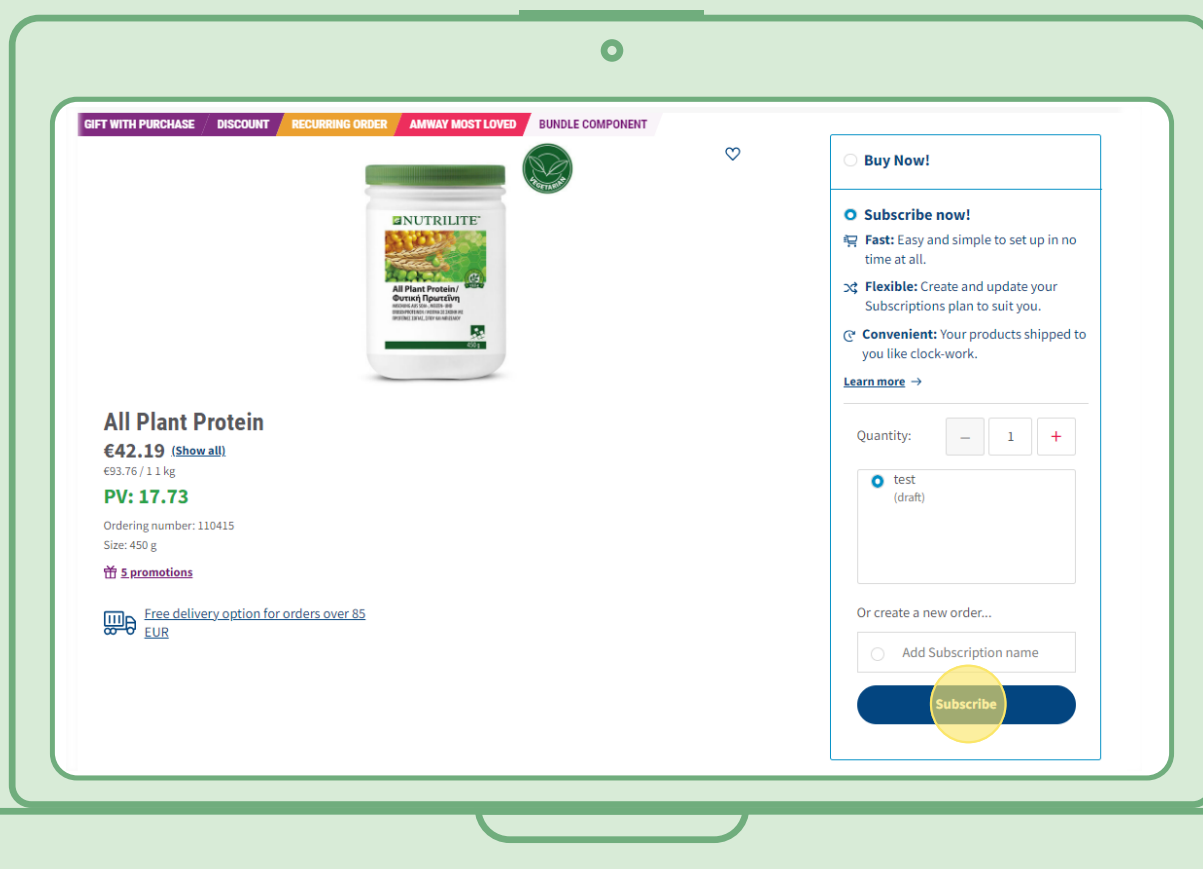 GIFT WITH PURCHASE
DISCOUNT
RECURRING ORDER
AMWAY MOST LOVED
BUNDLE COMPONENT
VEGETARIAN
NUTRILITE™
All Plant Protein/
Φυτική Πρωτεΐνη
450 g
All Plant Protein
€42.19 (Show all)
€93.76 / 1 1 kg
PV: 17.73
Ordering number: 110415
Size: 450 g
5 promotions
Free delivery option for orders over 85
EUR
Buy Now!
Subscribe now!
Fast: Easy and simple to set up in no
time at all.
Flexible: Create and update your
Subscriptions plan to suit you.
Convenient: Your products shipped to
you like clock-work.
Learn more →
Quantity:
– 1 +
test
(draft)
Or create a new order...
Add Subscription name
Subscribe